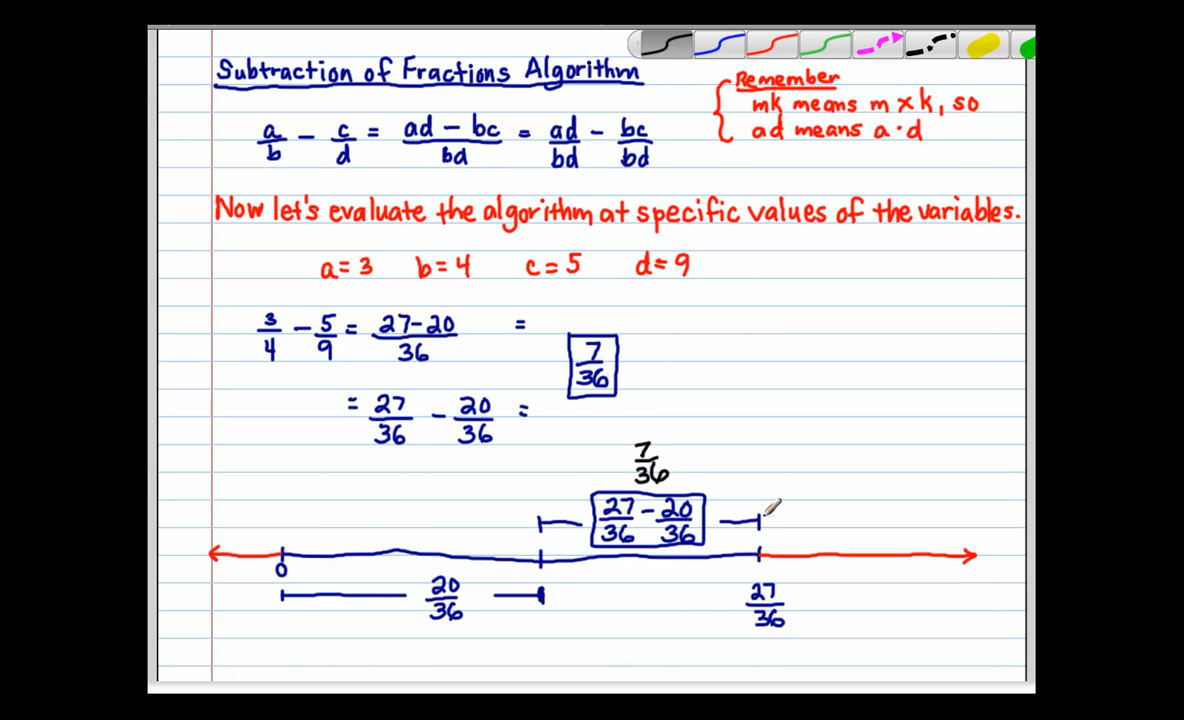 Subtraction of Fractions Algorithm
Remember
mk means m x k, so
ad means a · d
a/b - c/d = ad - bc/bd = ad/bd - bc/bd
Now let's evaluate the algorithm at specific values of the variables.
a = 3 b = 4 c = 5 d = 9
3/4 - 5/9 = 27-20/36 =
7/36
= 27/36 - 20/36 =
7/36
27/36 - 20/36
0
20/36
27/36